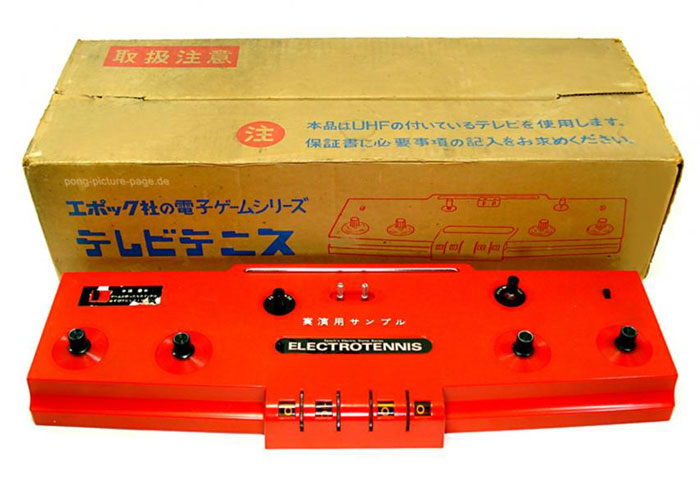 取扱注意
注
本品はUHFの付いているテレビを使用します。
保証書に必要事項の記入をお求めください。
pong-picture-page.de
エポック社の電子ゲームシリーズ
テレビテニス
実演用サンプル
ELECTROTENNIS